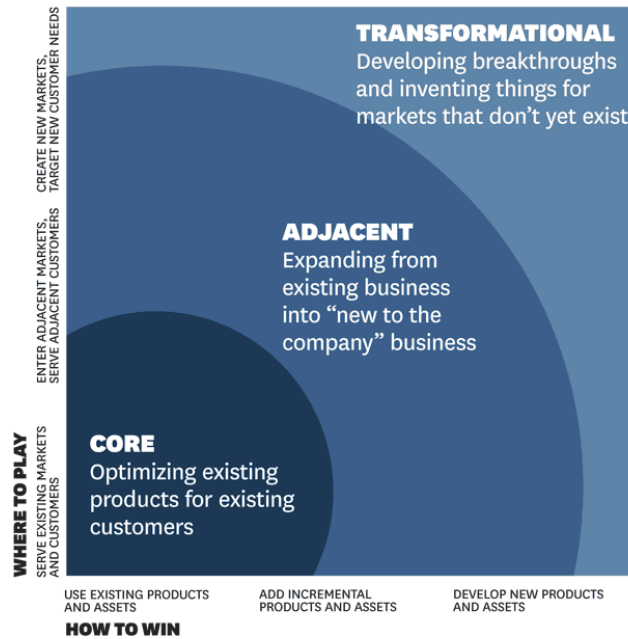 TRANSFORMATIONAL
Developing breakthroughs
and inventing things for
markets that don’t yet exist
ADJACENT
Expanding from
existing business
into “new to the
company” business
CORE
Optimizing existing
products for existing
customers
WHERE TO PLAY
CREATE NEW MARKETS,
TARGET NEW CUSTOMER NEEDS
ENTER ADJACENT MARKETS,
SERVE ADJACENT CUSTOMERS
SERVE EXISTING MARKETS
AND CUSTOMERS
USE EXISTING PRODUCTS
AND ASSETS
ADD INCREMENTAL
PRODUCTS AND ASSETS
DEVELOP NEW PRODUCTS
AND ASSETS
HOW TO WIN